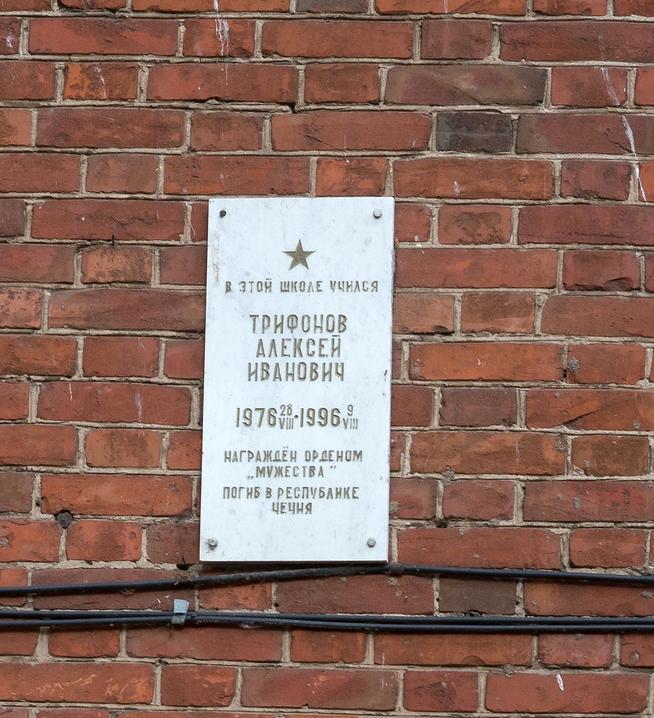 В ЭТОЙ ШКОЛЕ УЧИЛСЯ
ТРИФОНОВ
АЛЕКСЕЙ
ИВАНОВИЧ
1976 28 VIII - 1996 9 VIII
НАГРАЖДЁН ОРДЕНОМ
„МУЖЕСТВА"
ПОГИБ В РЕСПУБЛИКЕ
ЧЕЧНЯ